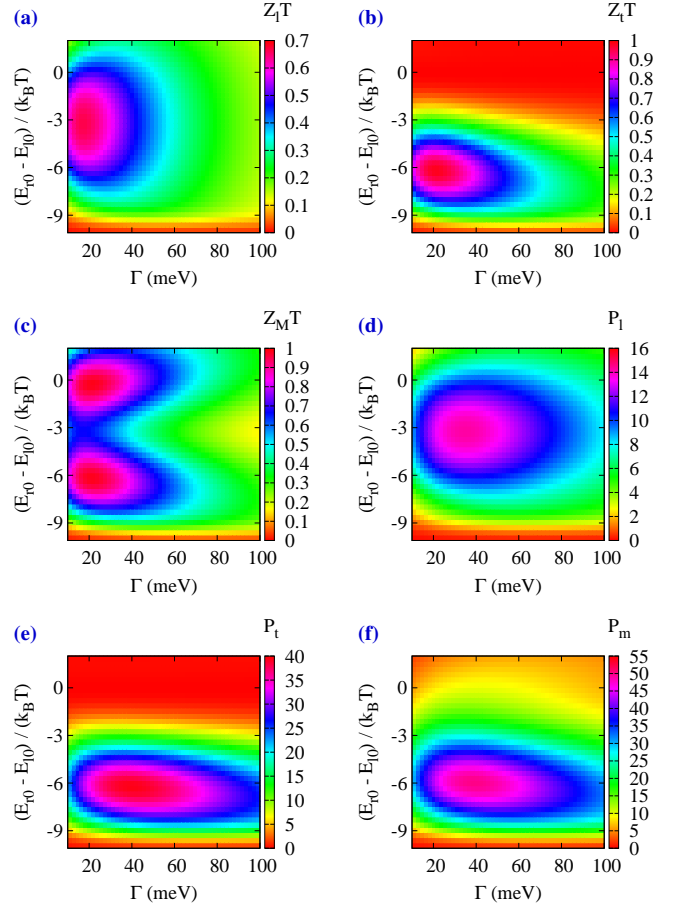 (a) Z_lT (b) Z_tT
(E_r0 - E_l0) / (k_BT) 0 -3 -6 -9 0.7 0.6 0.5 0.4 0.3 0.2 0.1 0 (E_r0 - E_l0) / (k_BT) 0 -3 -6 -9 1 0.9 0.8 0.7 0.6 0.5 0.4 0.3 0.2 0.1 0
20 40 60 80 100 20 40 60 80 100
Γ (meV) Γ (meV)
(c) Z_MT (d) P_l
(E_r0 - E_l0) / (k_BT) 0 -3 -6 -9 1 0.9 0.8 0.7 0.6 0.5 0.4 0.3 0.2 0.1 0 (E_r0 - E_l0) / (k_BT) 0 -3 -6 -9 16 14 12 10 8 6 4 2 0
20 40 60 80 100 20 40 60 80 100
Γ (meV) Γ (meV)
(e) P_t (f) P_m
(E_r0 - E_l0) / (k_BT) 0 -3 -6 -9 40 35 30 25 20 15 10 5 0 (E_r0 - E_l0) / (k_BT) 0 -3 -6 -9 55 50 45 40 35 30 25 20 15 10 5 0
20 40 60 80 100 20 40 60 80 100
Γ (meV) Γ (meV)